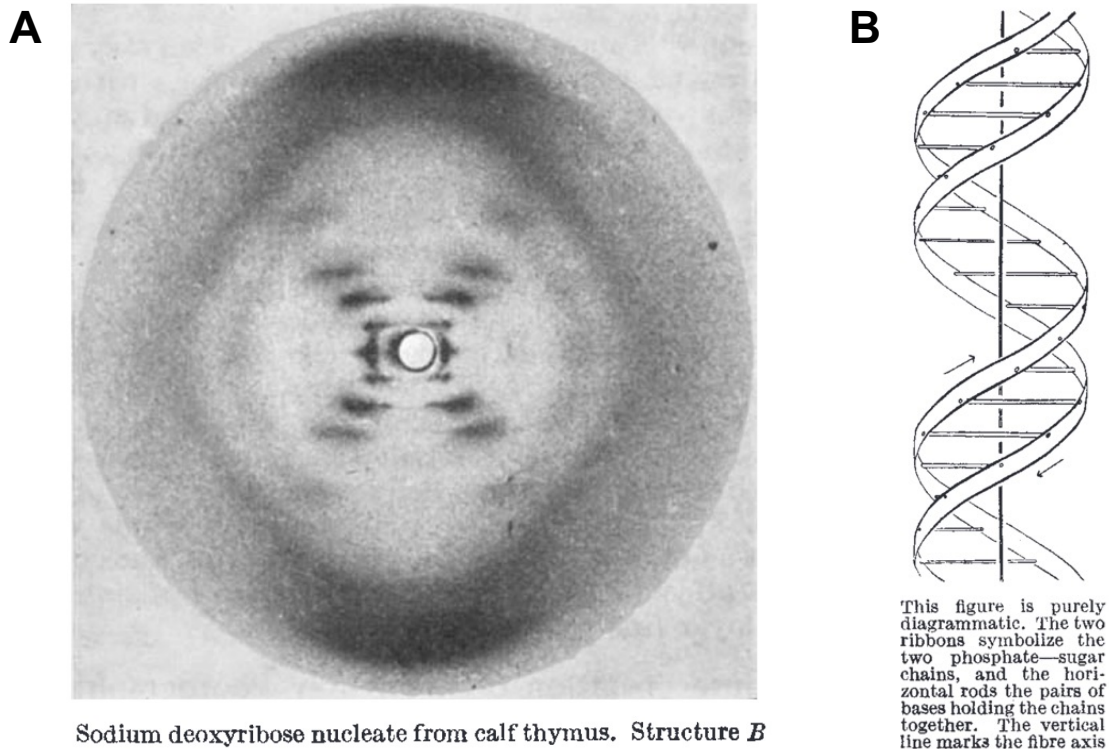 A
B
Sodium deoxyribose nucleate from calf thymus. Structure B
This figure is purely
diagrammatic. The two
ribbons symbolize the
two phosphate—sugar
chains, and the hori-
zontal rods the pairs of
bases holding the chains
together. The vertical
line marks the fibre axis